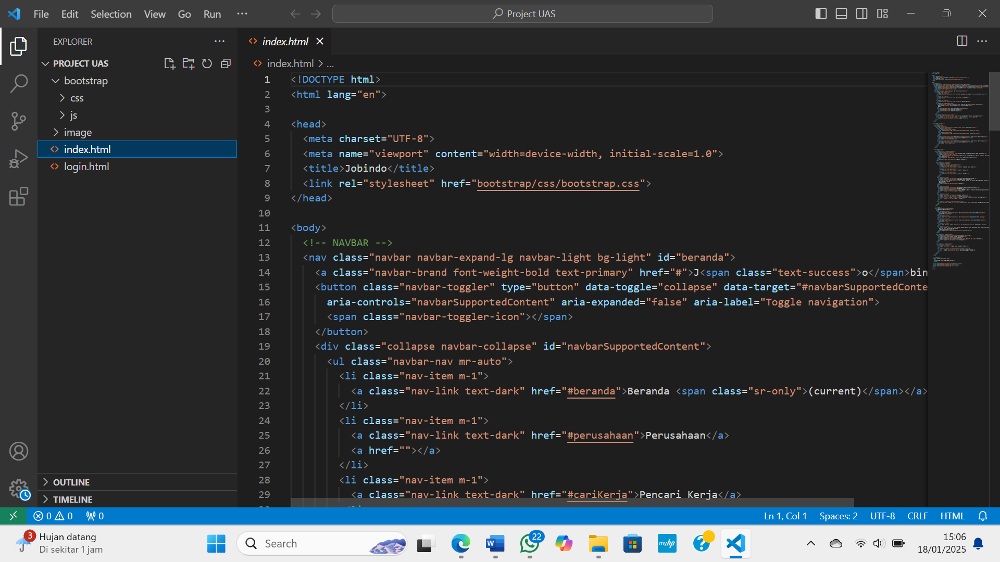 File Edit Selection View Go Run ···
Project UAS
EXPLORER ···
index.html
PROJECT UAS
index.html > ...
bootstrap
css
js
image
index.html
login.html
1 <!DOCTYPE html>
2 <html lang="en">
3
4 <head>
5 <meta charset="UTF-8">
6 <meta name="viewport" content="width=device-width, initial-scale=1.0">
7 <title>Jobindo</title>
8 <link rel="stylesheet" href="bootstrap/css/bootstrap.css">
9 </head>
10
11 <body>
12 <!-- NAVBAR -->
13 <nav class="navbar navbar-expand-lg navbar-light bg-light" id="beranda">
14 <a class="navbar-brand font-weight-bold text-primary" href="#">J<span class="text-success">o</span>bin
15 <button class="navbar-toggler" type="button" data-toggle="collapse" data-target="#navbarSupportedConte
16 aria-controls="navbarSupportedContent" aria-expanded="false" aria-label="Toggle navigation">
17 <span class="navbar-toggler-icon"></span>
18 </button>
19 <div class="collapse navbar-collapse" id="navbarSupportedContent">
20 <ul class="navbar-nav mr-auto">
21 <li class="nav-item m-1">
22 <a class="nav-link text-dark" href="#beranda">Beranda <span class="sr-only">(current)</span></a>
23 </li>
24 <li class="nav-item m-1">
25 <a class="nav-link text-dark" href="#perusahaan">Perusahaan</a>
26 <a href=""></a>
27 </li>
28 <li class="nav-item m-1">
29 <a class="nav-link text-dark" href="#cariKerja">Pencari Kerja</a>
OUTLINE
TIMELINE
0 0 0
Ln 1, Col 1 Spaces: 2 UTF-8 CRLF HTML
3
Hujan datang
Di sekitar 1 jam
Search
W
22
myhp
?
15:06
18/01/2025